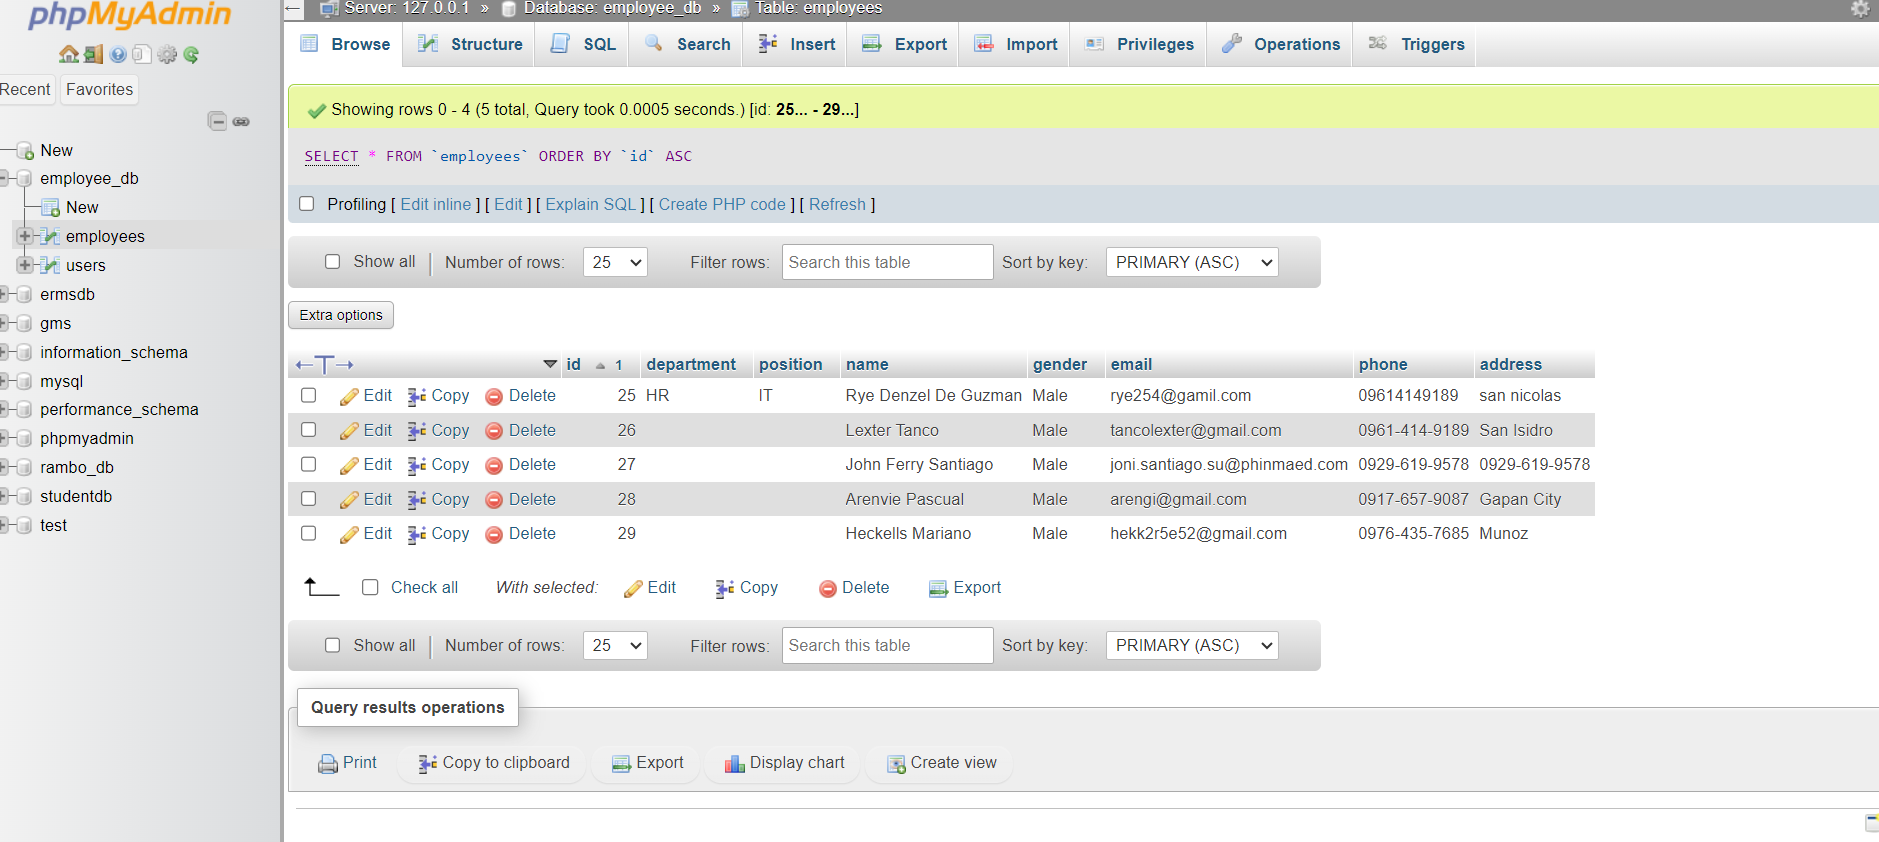 phpMyAdmin
Recent Favorites
New
employee_db
New
employees
users
ermsdb
gms
information_schema
mysql
performance_schema
phpmyadmin
rambo_db
studentdb
test
Server: 127.0.0.1 » Database: employee_db » Table: employees
Browse Structure SQL Search Insert Export Import Privileges Operations Triggers
Showing rows 0 - 4 (5 total, Query took 0.0005 seconds.) [id: 25... - 29...]
SELECT * FROM `employees` ORDER BY `id` ASC
Profiling [ Edit inline ] [ Edit ] [ Explain SQL ] [ Create PHP code ] [ Refresh ]
Show all | Number of rows: 25 Filter rows: Search this table Sort by key: PRIMARY (ASC)
Extra options
←T→ id 1 department position name gender email phone address
Edit Copy Delete 25 HR IT Rye Denzel De Guzman Male rye254@gamil.com 09614149189 san nicolas
Edit Copy Delete 26 Lexter Tanco Male tancolexter@gmail.com 0961-414-9189 San Isidro
Edit Copy Delete 27 John Ferry Santiago Male joni.santiago.su@phinmaed.com 0929-619-9578 0929-619-9578
Edit Copy Delete 28 Arenvie Pascual Male arengi@gmail.com 0917-657-9087 Gapan City
Edit Copy Delete 29 Heckells Mariano Male hekk2r5e52@gmail.com 0976-435-7685 Munoz
Check all With selected: Edit Copy Delete Export
Show all | Number of rows: 25 Filter rows: Search this table Sort by key: PRIMARY (ASC)
Query results operations
Print Copy to clipboard Export Display chart Create view